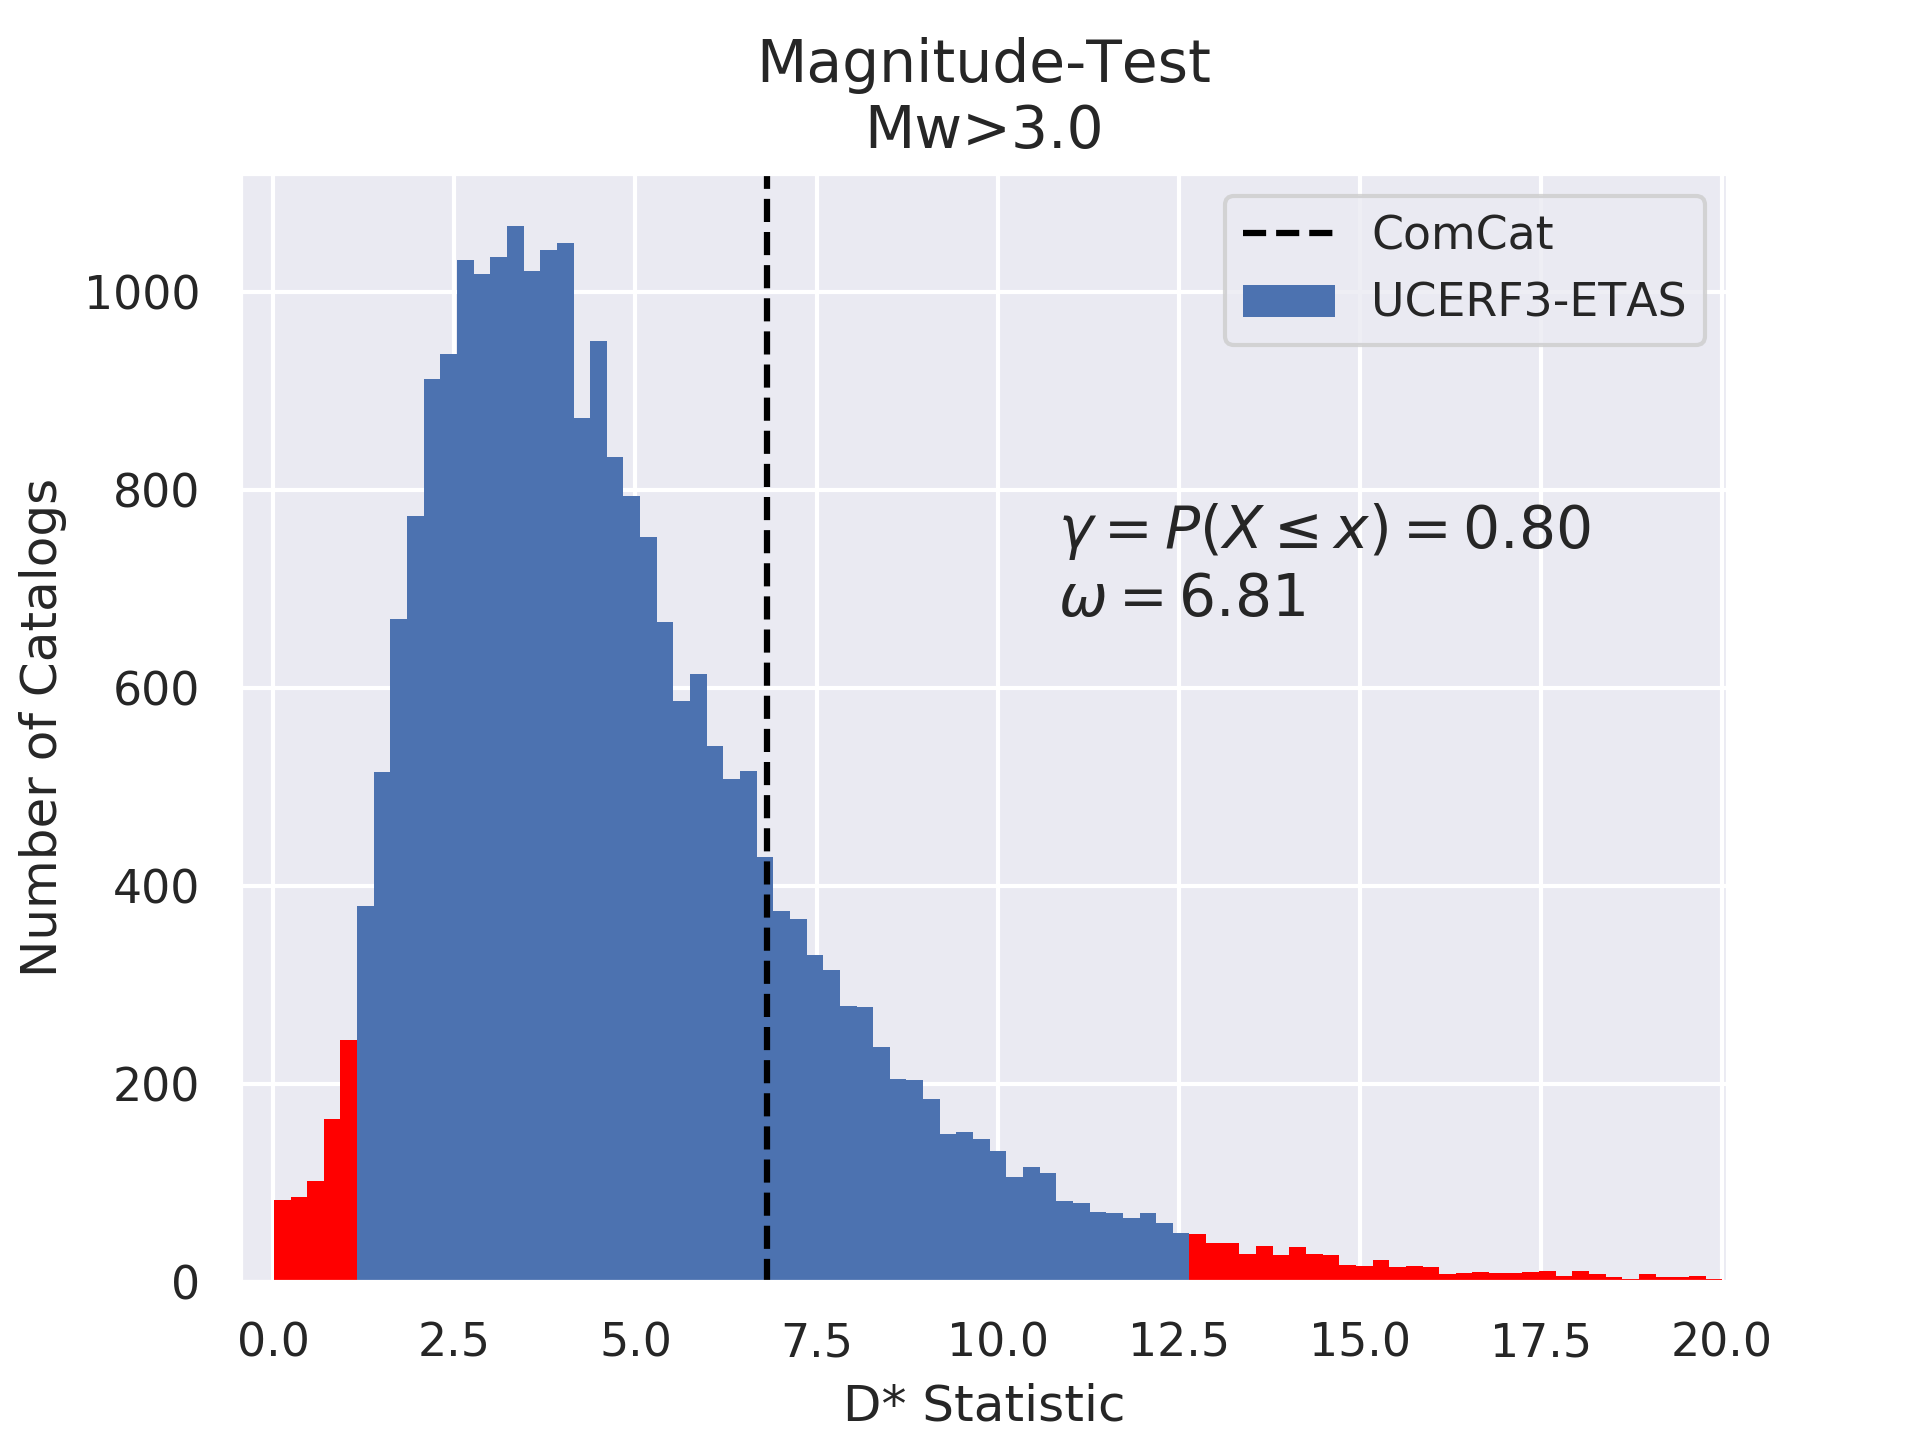 Magnitude-Test
Mw>3.0
ComCat
UCERF3-ETAS
γ = P(X ≤ x) = 0.80
ω = 6.81
Number of Catalogs
1000
800
600
400
200
0
0.0 2.5 5.0 7.5 10.0 12.5 15.0 17.5 20.0
D* Statistic